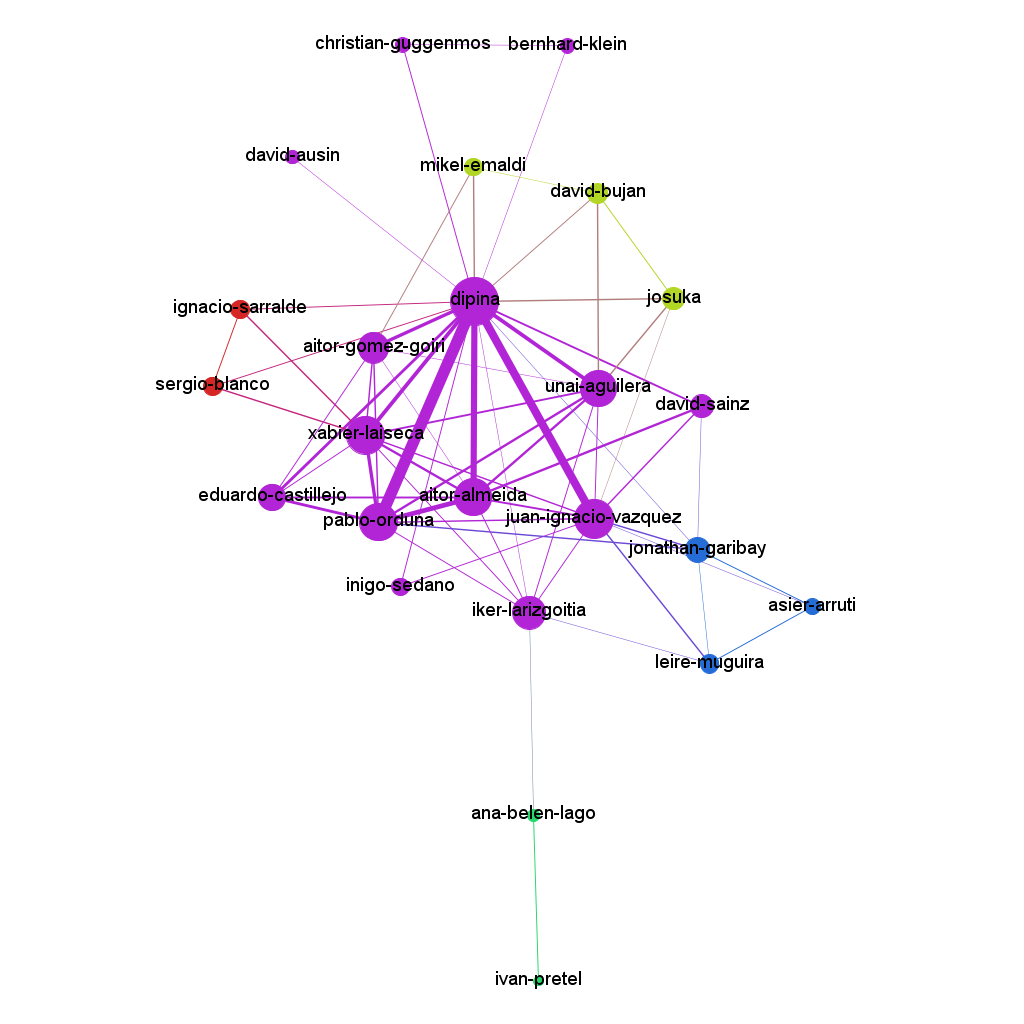 christian-guggenmos
bernhard-klein
david-ausin
mikel-emaldi
david-bujan
dipina
josuka
ignacio-sarralde
aitor-gomez-goiri
sergio-blanco
unai-aguilera
david-sainz
xabier-laiseca
eduardo-castillejo
aitor-almeida
pablo-orduna
juan-ignacio-vazquez
jonathan-garibay
inigo-sedano
iker-larizgoitia
asier-arruti
leire-muguira
ana-belen-lago
ivan-pretel